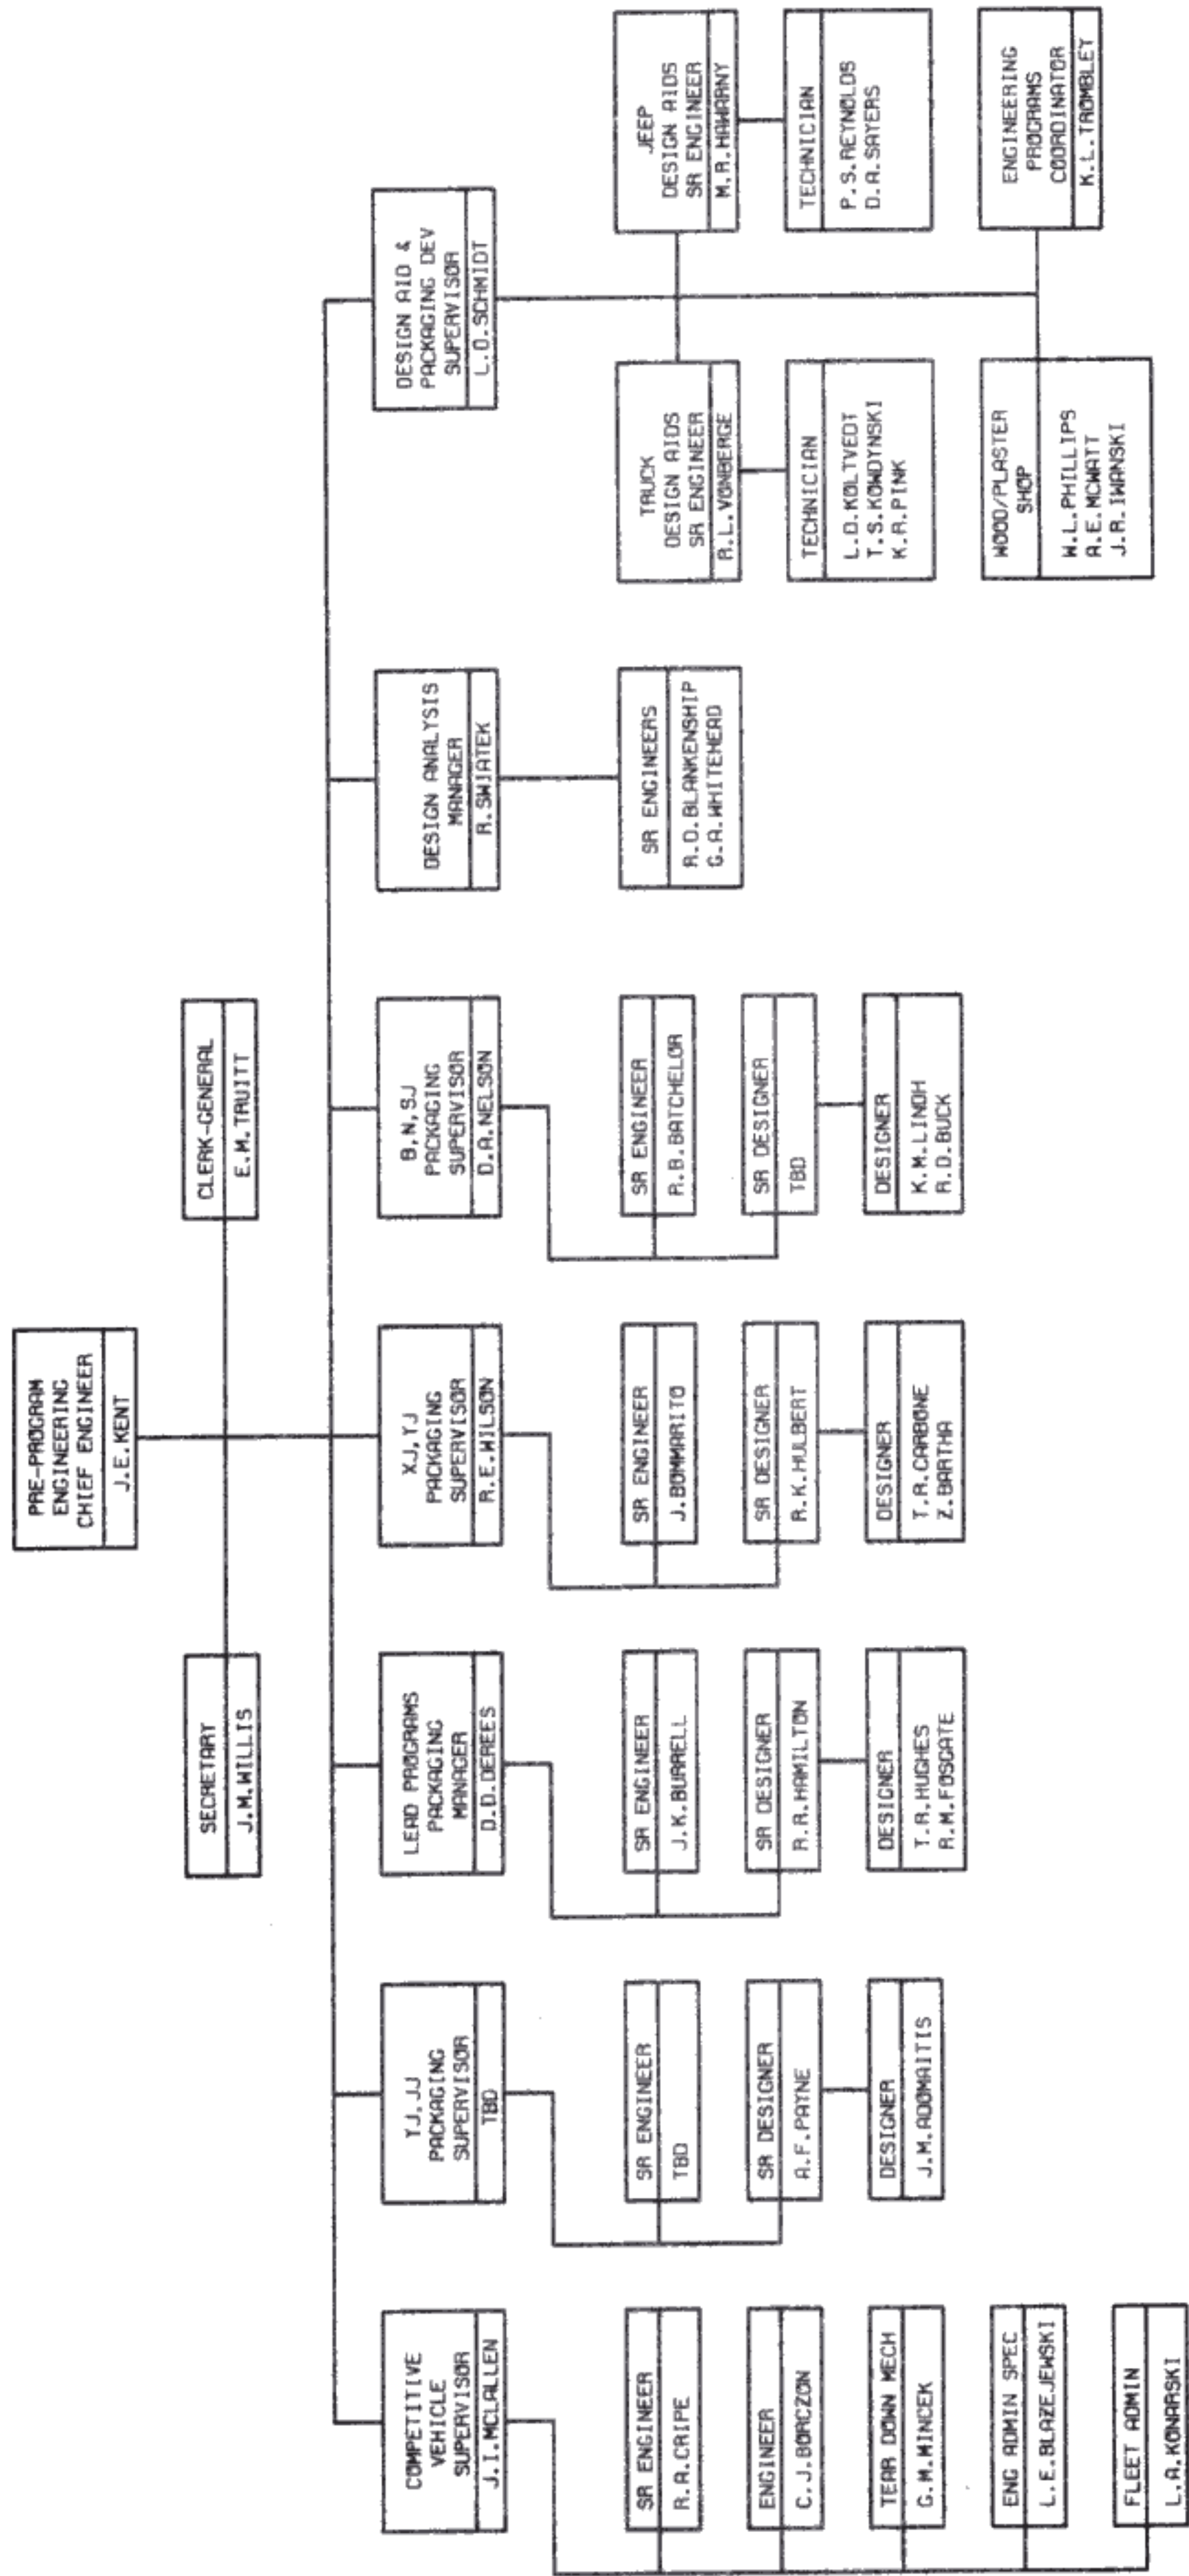 PRE-PROGRAM
ENGINEERING
CHIEF ENGINEER
J.E.KENT
SECRETARY
J.M.WILLIS
CLERK-GENERAL
E.M.TRUITT
COMPETITIVE
VEHICLE
SUPERVISOR
J.I.MCLALLEN
SR ENGINEER
R.A.CRIPE
ENGINEER
C.J.BORCZON
TEAR DOWN MECH
G.M.MINCEK
ENG ADMIN SPEC
L.E.BLAZEJEWSKI
FLEET ADMIN
L.A.KONARSKI
YJ,JJ
PACKAGING
SUPERVISOR
TBD
SR ENGINEER
TBD
SR DESIGNER
A.F.PAYNE
DESIGNER
J.M.ADOMAITIS
LEAD PROGRAMS
PACKAGING
MANAGER
D.D.DEREES
SR ENGINEER
J.K.BURRELL
SR DESIGNER
R.R.HAMILTON
DESIGNER
T.R.HUGHES
R.M.FOSGATE
XJ,YJ
PACKAGING
SUPERVISOR
R.E.WILSON
SR ENGINEER
J.BOMMARITO
SR DESIGNER
R.K.HULBERT
DESIGNER
T.R.CARBONE
Z.BARTHA
B,N,SJ
PACKAGING
SUPERVISOR
D.A.NELSON
SR ENGINEER
R.B.BATCHELOR
SR DESIGNER
TBD
DESIGNER
K.M.LINDH
R.D.BUCK
DESIGN ANALYSIS
MANAGER
R.SWIATEK
SR ENGINEERS
R.D.BLANKENSHIP
G.A.WHITEHEAD
DESIGN AID &
PACKAGING DEV
SUPERVISOR
L.D.SCHMIDT
TRUCK
DESIGN AIDS
SR ENGINEER
R.L.VONBERGE
TECHNICIAN
L.D.KOLTVEDT
T.S.KOWDYNSKI
K.R.PINK
JEEP
DESIGN AIDS
SR ENGINEER
M.R.HAWARNY
TECHNICIAN
P.S.REYNOLDS
D.A.SAYERS
WOOD/PLASTER
SHOP
W.L.PHILLIPS
A.E.MCWATT
J.R.IWANSKI
ENGINEERING
PROGRAMS
COORDINATOR
K.L.TROMBLEY